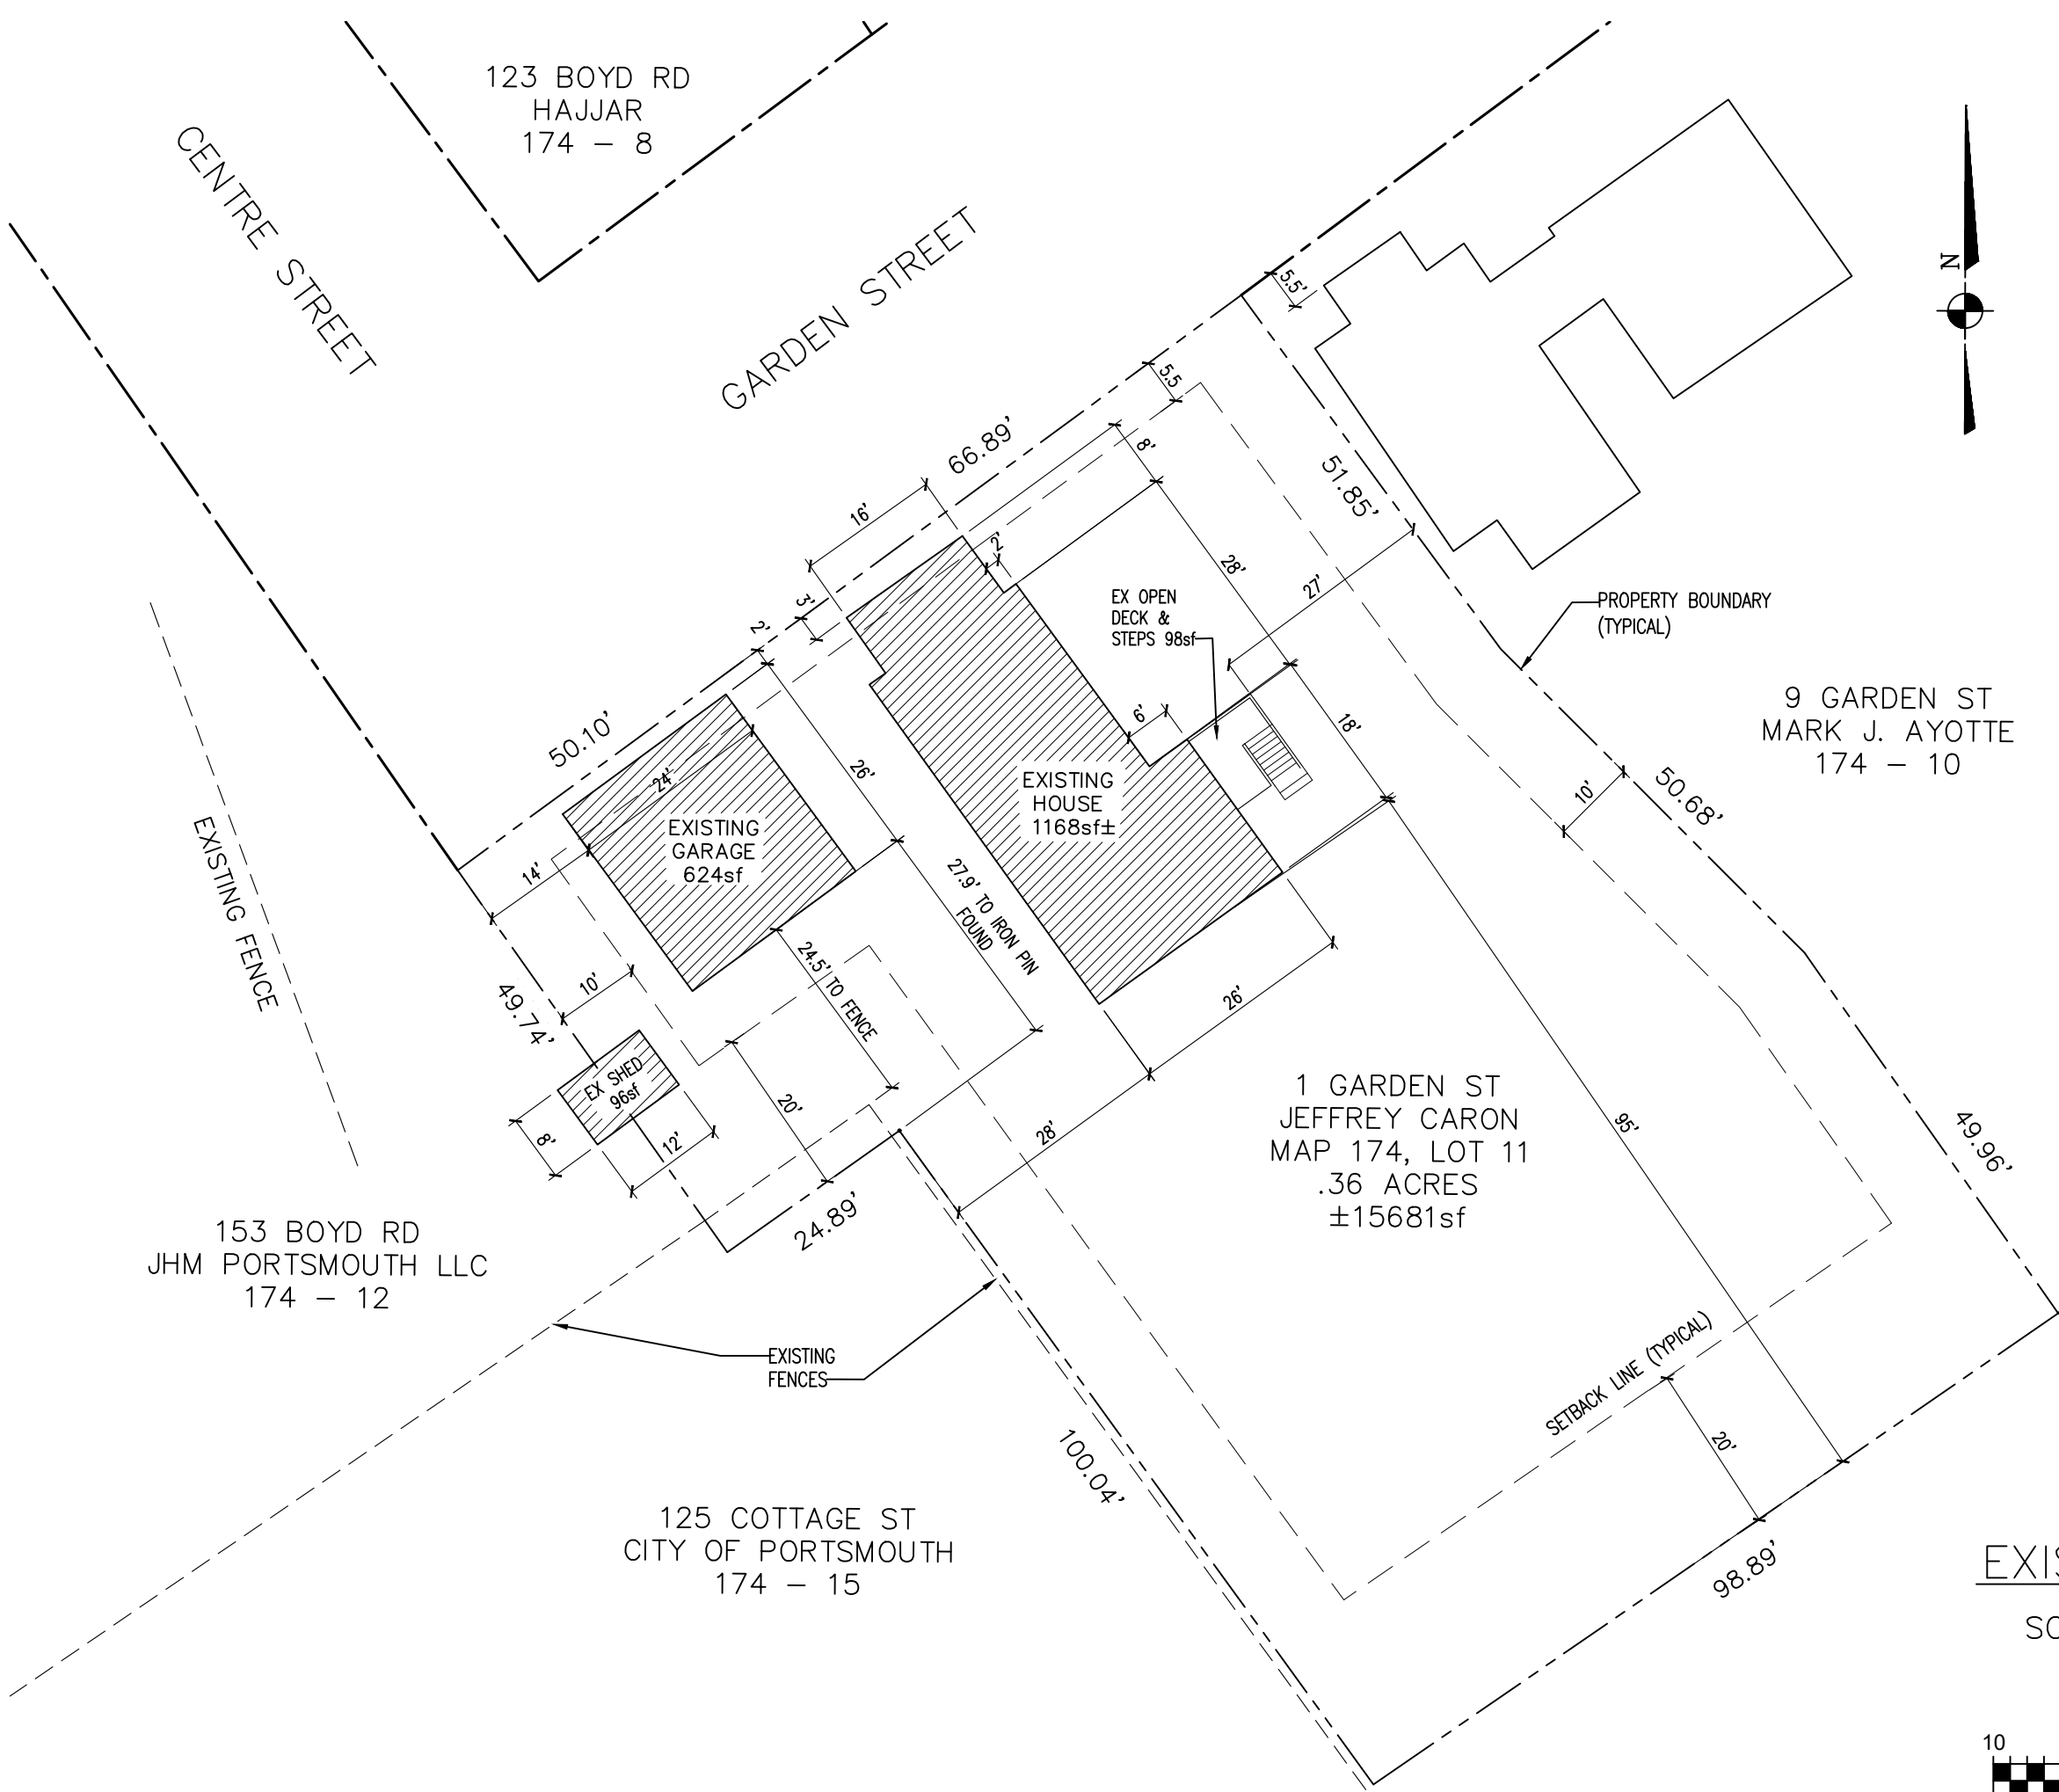 123 BOYD RD
HAJJAR
174 - 8
CENTRE STREET
GARDEN STREET
N
5.5'
5.5
66.89'
8'
51.85'
16'
2'
28'
27'
EX OPEN
DECK &
STEPS 98sf
PROPERTY BOUNDARY
(TYPICAL)
3'
2'
9 GARDEN ST
MARK J. AYOTTE
174 - 10
50.10'
6'
18'
26'
24'
EXISTING
HOUSE
1168sf±
10'
50.68'
EXISTING
GARAGE
624sf
14'
EXISTING FENCE
27.9' TO IRON PIN
FOUND
24.5' TO FENCE
10'
49.74'
26'
EX SHED
96sf
20'
8'
12'
28'
1 GARDEN ST
JEFFREY CARON
MAP 174, LOT 11
.36 ACRES
±15681sf
95'
49.96'
24.89'
153 BOYD RD
JHM PORTSMOUTH LLC
174 - 12
EXISTING
FENCES
SETBACK LINE (TYPICAL)
20'
100.04'
125 COTTAGE ST
CITY OF PORTSMOUTH
174 - 15
98.89'
10